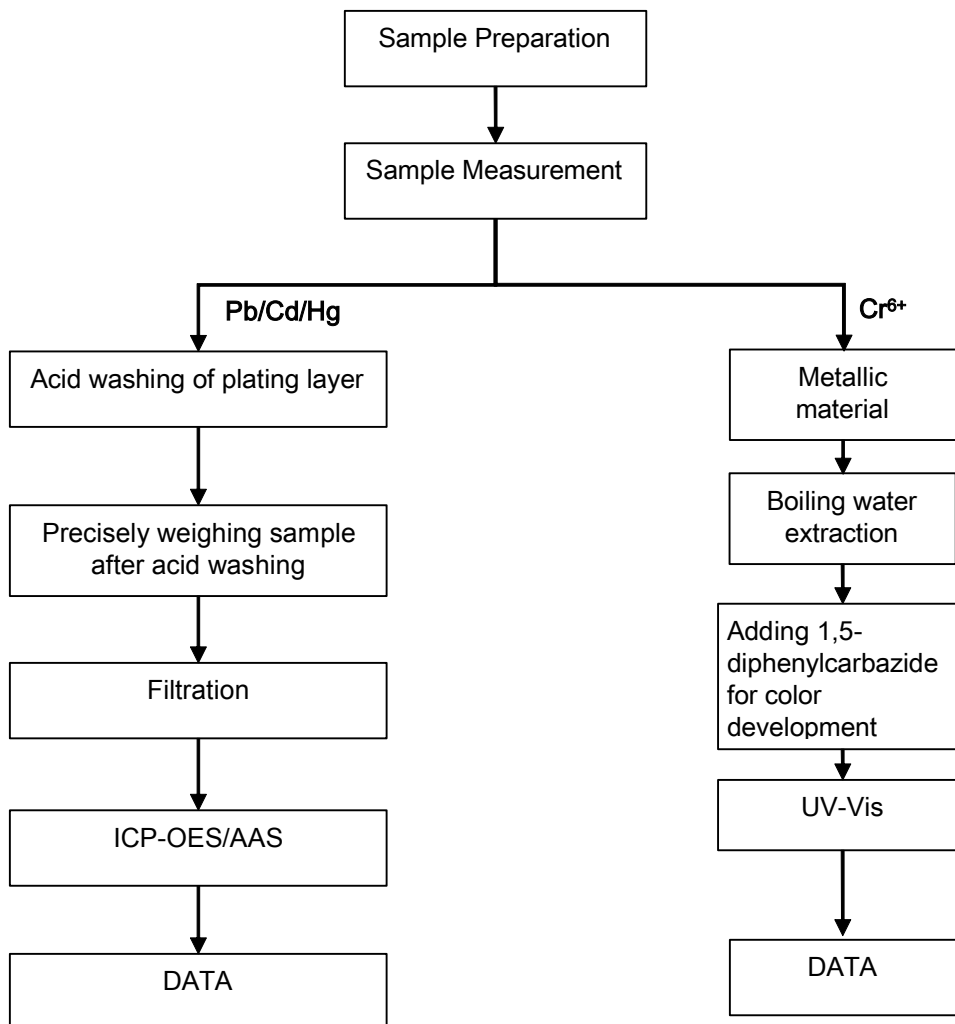 Sample Preparation
Sample Measurement
Pb/Cd/Hg
Acid washing of plating layer
Precisely weighing sample
after acid washing
Filtration
ICP-OES/AAS
DATA
Cr⁶⁺
Metallic
material
Boiling water
extraction
Adding 1,5-
diphenylcarbazide
for color
development
UV-Vis
DATA